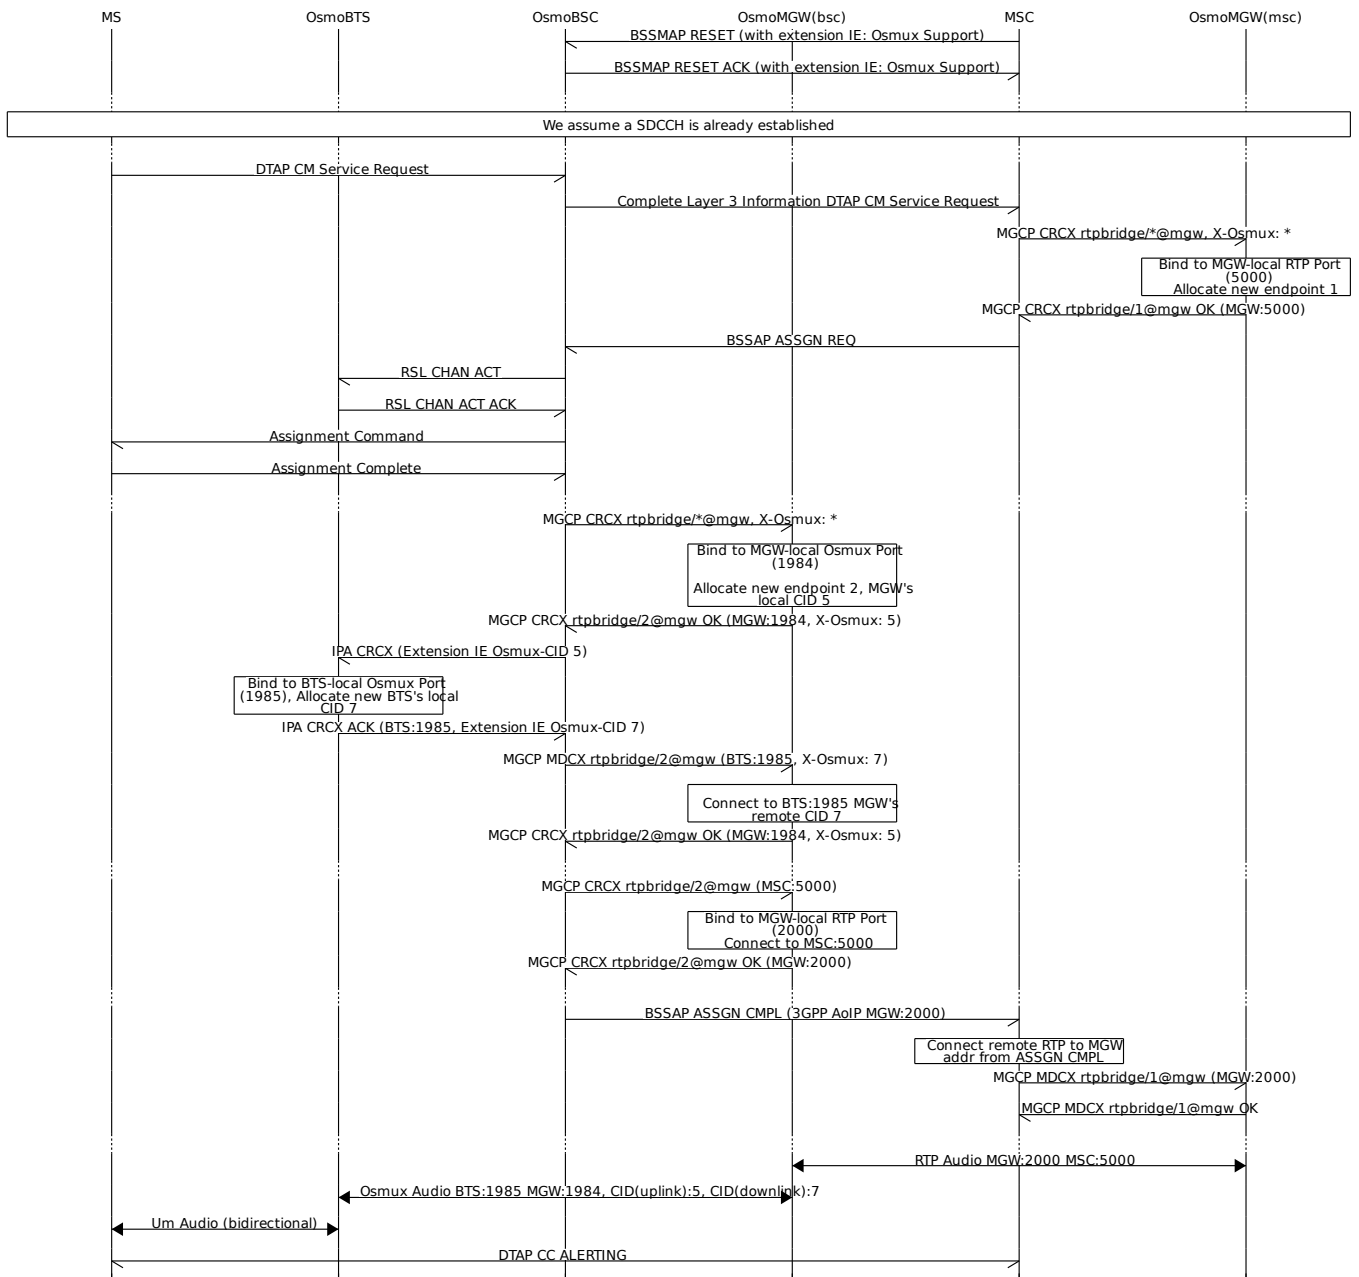 MS OsmoBTS OsmoBSC OsmoMGW(bsc) MSC OsmoMGW(msc)
BSSMAP RESET (with extension IE: Osmux Support)
BSSMAP RESET ACK (with extension IE: Osmux Support)
We assume a SDCCH is already established
DTAP CM Service Request
Complete Layer 3 Information DTAP CM Service Request
MGCP CRCX rtpbridge/*@mgw, X-Osmux: *
Bind to MGW-local RTP Port
(5000)
Allocate new endpoint 1
MGCP CRCX rtpbridge/1@mgw OK (MGW:5000)
BSSAP ASSGN REQ
RSL CHAN ACT
RSL CHAN ACT ACK
Assignment Command
Assignment Complete
MGCP CRCX rtpbridge/*@mgw, X-Osmux: *
Bind to MGW-local Osmux Port
(1984)
Allocate new endpoint 2, MGW's
local CID 5
MGCP CRCX rtpbridge/2@mgw OK (MGW:1984, X-Osmux: 5)
IPA CRCX (Extension IE Osmux-CID 5)
Bind to BTS-local Osmux Port
(1985), Allocate new BTS's local
CID 7
IPA CRCX ACK (BTS:1985, Extension IE Osmux-CID 7)
MGCP MDCX rtpbridge/2@mgw (BTS:1985, X-Osmux: 7)
Connect to BTS:1985 MGW's
remote CID 7
MGCP CRCX rtpbridge/2@mgw OK (MGW:1984, X-Osmux: 5)
MGCP CRCX rtpbridge/2@mgw (MSC:5000)
Bind to MGW-local RTP Port
(2000)
Connect to MSC:5000
MGCP CRCX rtpbridge/2@mgw OK (MGW:2000)
BSSAP ASSGN CMPL (3GPP AoIP MGW:2000)
Connect remote RTP to MGW
addr from ASSGN CMPL
MGCP MDCX rtpbridge/1@mgw (MGW:2000)
MGCP MDCX rtpbridge/1@mgw OK
RTP Audio MGW:2000 MSC:5000
Osmux Audio BTS:1985 MGW:1984, CID(uplink):5, CID(downlink):7
Um Audio (bidirectional)
DTAP CC ALERTING